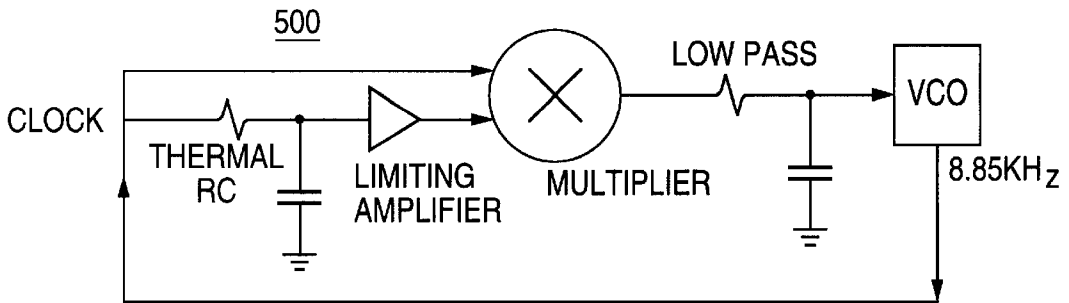 500
LOW PASS
VCO
CLOCK
THERMAL
RC
LIMITING
AMPLIFIER
MULTIPLIER
8.85KHz